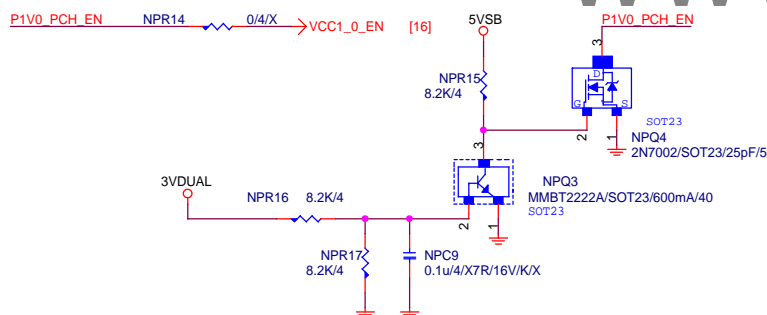 P1V0_PCH_EN NPR14 0/4/X VCC1_0_EN [16] 5VSB P1V0_PCH_EN
3
NPR15
8.2K/4
D
G S
SOT23
2 1
NPQ4
2N7002/SOT23/25pF/5
3
3VDUAL
NPR16 8.2K/4
NPQ3
MMBT2222A/SOT23/600mA/40
SOT23
2 1
NPR17
8.2K/4
NPC9
0.1u/4/X7R/16V/K/X